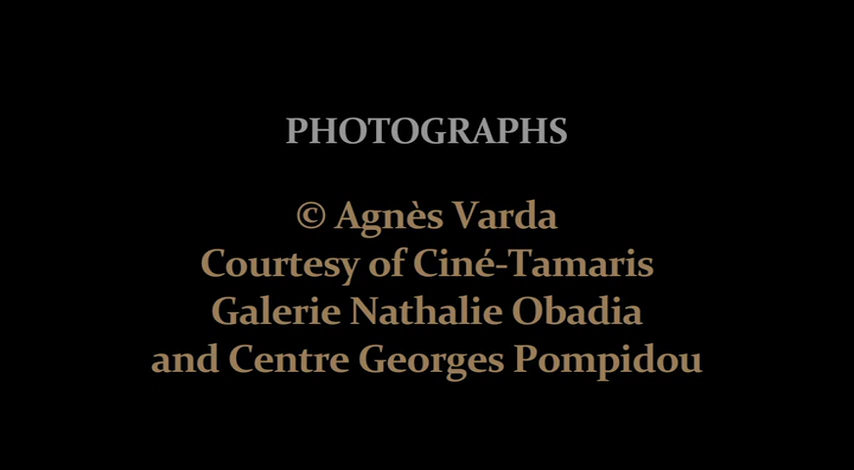 PHOTOGRAPHS
© Agnès Varda
Courtesy of Ciné-Tamaris
Galerie Nathalie Obadia
and Centre Georges Pompidou